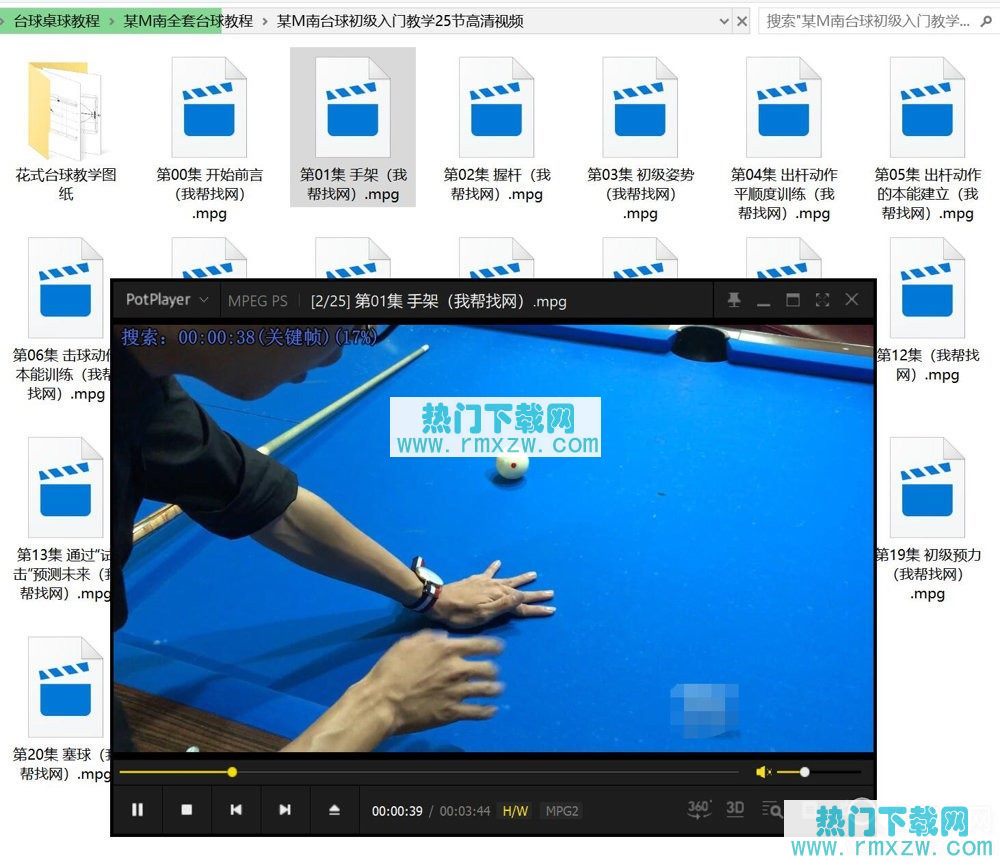 台球桌球教程 › 某M南全套台球教程 › 某M南台球初级入门教学25节高清视频
搜索"某M南台球初级入门教学...
花式台球教学图
纸
第00集 开始前言
（我帮找网）
.mpg
第01集 手架（我
帮找网）.mpg
第02集 握杆（我
帮找网）.mpg
第03集 初级姿势
（我帮找网）
.mpg
第04集 出杆动作
平顺度训练（我
帮找网）.mpg
第05集 出杆动作
的本能建立（我
帮找网）.mpg
PotPlayer
MPEG PS
[2/25] 第01集 手架（我帮找网）.mpg
搜索: 00:00:38(关键帧)(17%)
第06集 击球动
本能训练（我帮
找网）.mpg
第12集（我帮找
网）.mpg
热门下载网
www.rmxzw.com
第13集 通过"试
击"预测未来（我
帮找网）.mpg
第19集 初级预力
（我帮找网）
.mpg
第20集 塞球（我
帮找网）.mpg
00:00:39 / 00:03:44 H/W MPG2
360°
3D
热门下载网
www.rmxzw.com